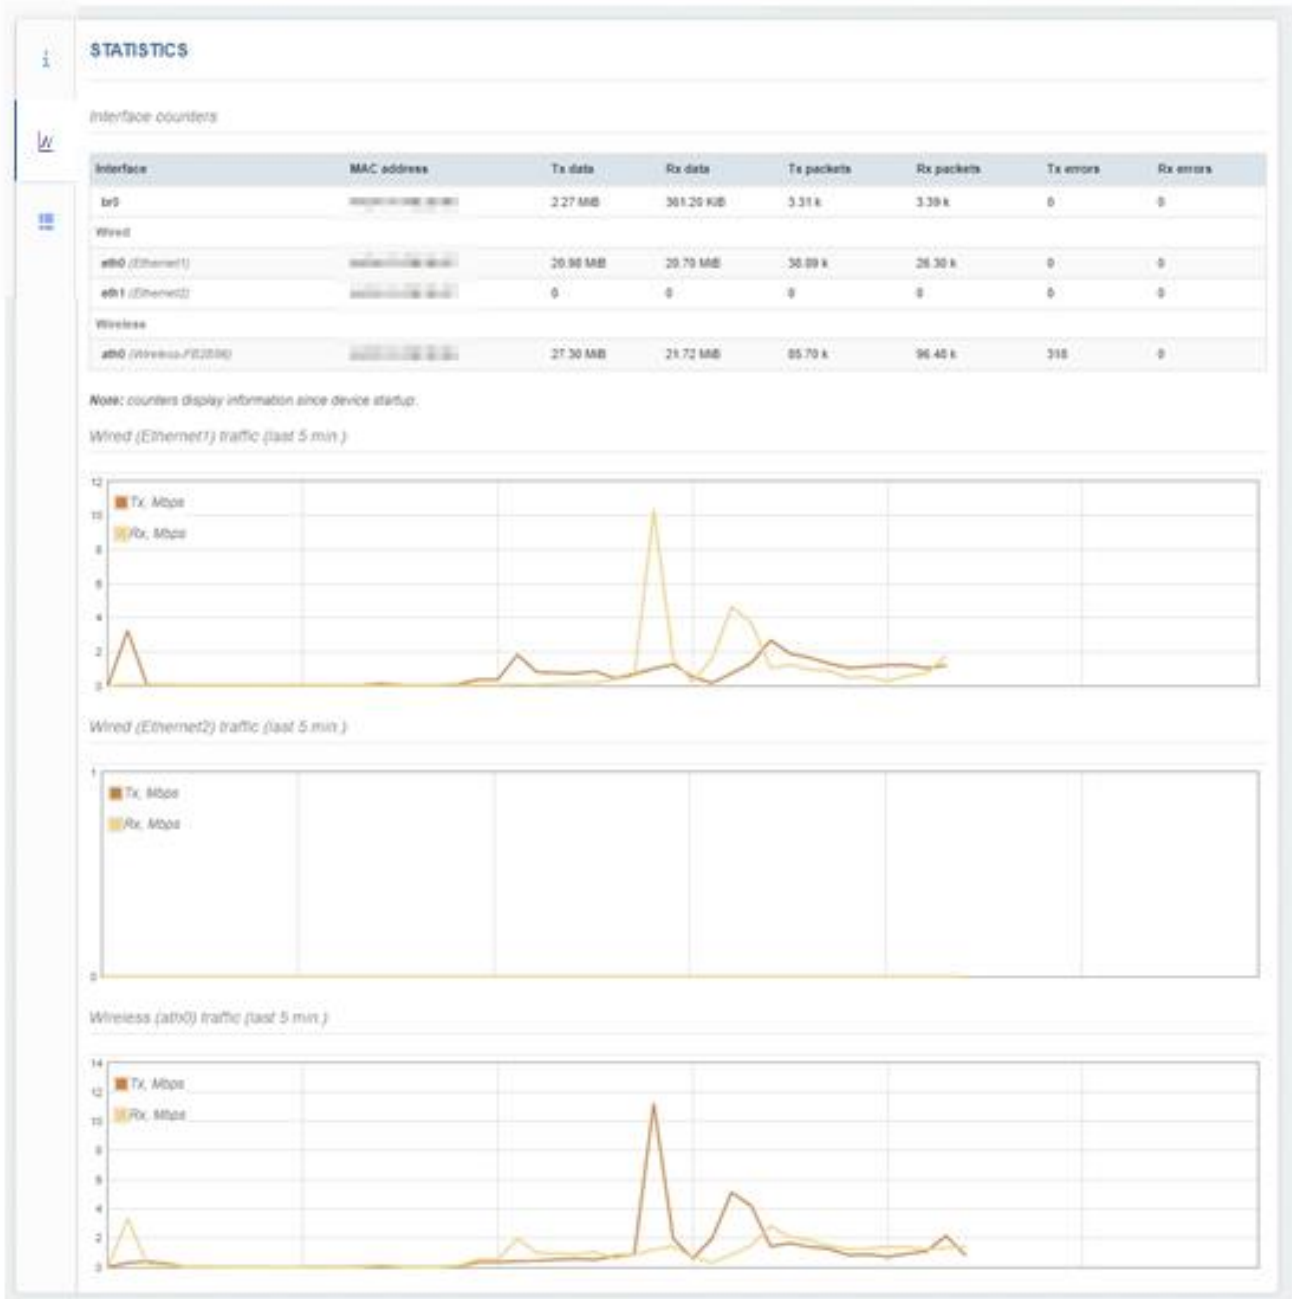 STATISTICS
Interface counters
Interface MAC address Tx data Rx data Tx packets Rx packets Tx errors Rx errors
br0 2.27 MiB 361.20 KiB 3.31 k 3.39 k 0 0
Wired
eth0 (Ethernet1) 20.98 MiB 20.70 MiB 30.09 k 26.30 k 0 0
eth1 (Ethernet2) 0 0 0 0 0 0
Wireless
ath0 27.30 MiB 21.72 MiB 85.70 k 96.40 k 318 0
Note: counters display information since device startup.
Wired (Ethernet1) traffic (last 5 min.)
12
Tx, Mbps
10
Rx, Mbps
8
6
4
2
0
Wired (Ethernet2) traffic (last 5 min.)
1
Tx, Mbps
Rx, Mbps
0
Wireless (ath0) traffic (last 5 min.)
14
Tx, Mbps
12
Rx, Mbps
10
8
6
4
2
0